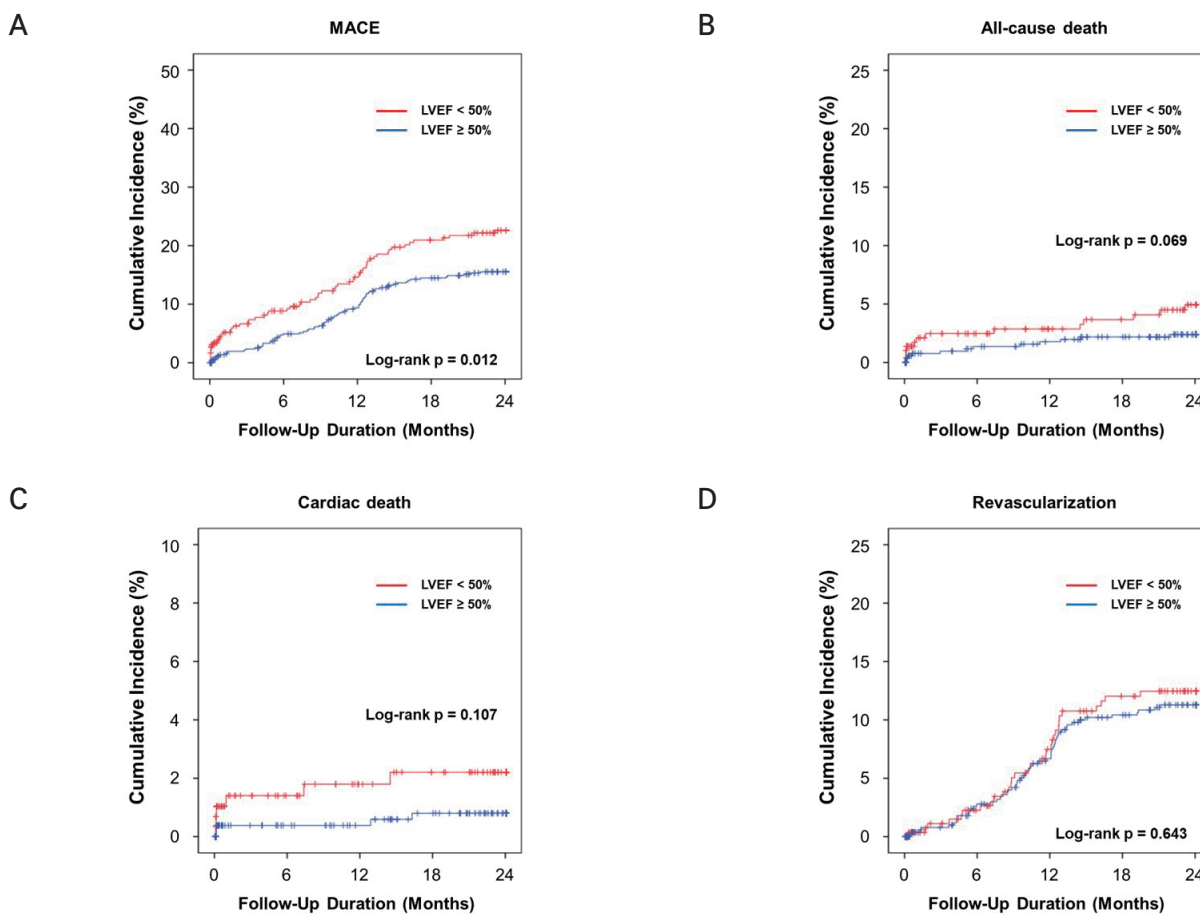 A
MACE
50
40
30
20
10
0
Cumulative Incidence (%)
LVEF < 50%
LVEF ≥ 50%
Log-rank p = 0.012
0 6 12 18 24
Follow-Up Duration (Months)
B
All-cause death
25
20
15
10
5
0
Cumulative Incidence (%)
LVEF < 50%
LVEF ≥ 50%
Log-rank p = 0.069
0 6 12 18 24
Follow-Up Duration (Months)
C
Cardiac death
10
8
6
4
2
0
Cumulative Incidence (%)
LVEF < 50%
LVEF ≥ 50%
Log-rank p = 0.107
0 6 12 18 24
Follow-Up Duration (Months)
D
Revascularization
25
20
15
10
5
0
Cumulative Incidence (%)
LVEF < 50%
LVEF ≥ 50%
Log-rank p = 0.643
0 6 12 18 24
Follow-Up Duration (Months)